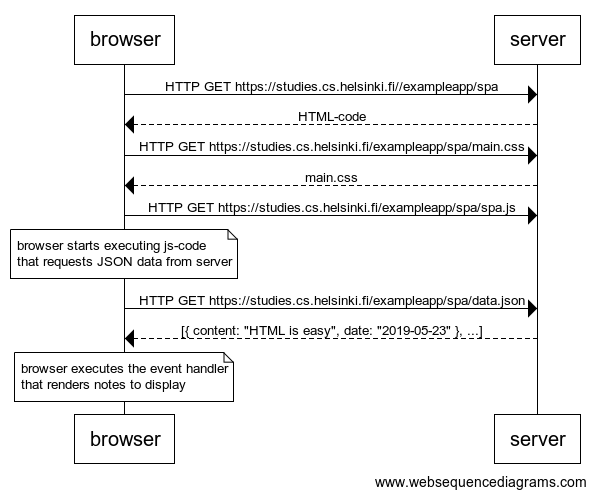 browser
server
HTTP GET https://studies.cs.helsinki.fi//exampleapp/spa
HTML-code
HTTP GET https://studies.cs.helsinki.fi/exampleapp/spa/main.css
main.css
HTTP GET https://studies.cs.helsinki.fi/exampleapp/spa/spa.js
browser starts executing js-code
that requests JSON data from server
HTTP GET https://studies.cs.helsinki.fi/exampleapp/spa/data.json
[{ content: "HTML is easy", date: "2019-05-23" }, ...]
browser executes the event handler
that renders notes to display
browser
server
www.websequencediagrams.com